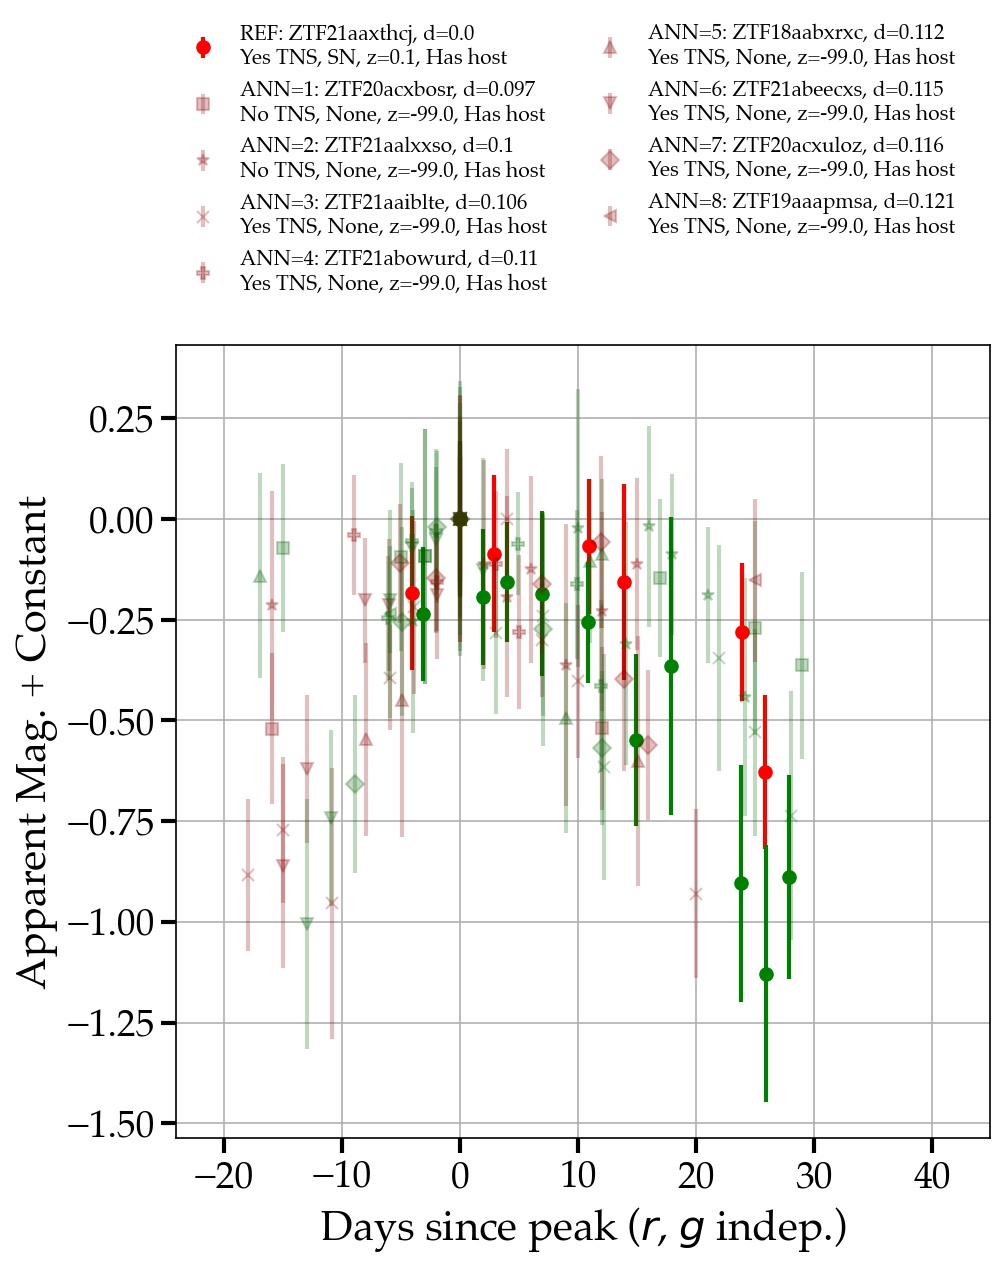 REF: ZTF21aaxthcj, d=0.0
Yes TNS, SN, z=0.1, Has host
ANN=1: ZTF20acxbosr, d=0.097
No TNS, None, z=-99.0, Has host
ANN=2: ZTF21aalxxso, d=0.1
No TNS, None, z=-99.0, Has host
ANN=3: ZTF21aaiblte, d=0.106
Yes TNS, None, z=-99.0, Has host
ANN=4: ZTF21abowurd, d=0.11
Yes TNS, None, z=-99.0, Has host
ANN=5: ZTF18aabxrxc, d=0.112
Yes TNS, None, z=-99.0, Has host
ANN=6: ZTF21abeecxs, d=0.115
Yes TNS, None, z=-99.0, Has host
ANN=7: ZTF20acxuloz, d=0.116
Yes TNS, None, z=-99.0, Has host
ANN=8: ZTF19aaapmsa, d=0.121
Yes TNS, None, z=-99.0, Has host
Apparent Mag. + Constant
0.25
0.00
−0.25
−0.50
−0.75
−1.00
−1.25
−1.50
−20 −10 0 10 20 30 40
Days since peak (r, g indep.)